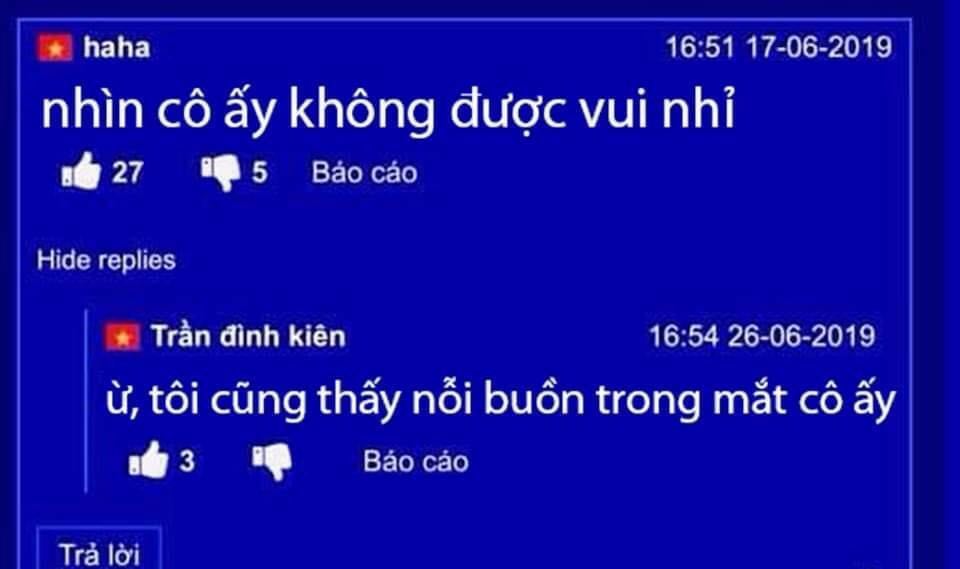 haha 16:51 17-06-2019
nhìn cô ấy không được vui nhỉ
27 5 Báo cáo
Hide replies
Trần đình kiên 16:54 26-06-2019
ừ, tôi cũng thấy nỗi buồn trong mắt cô ấy
3 Báo cáo
Trả lời